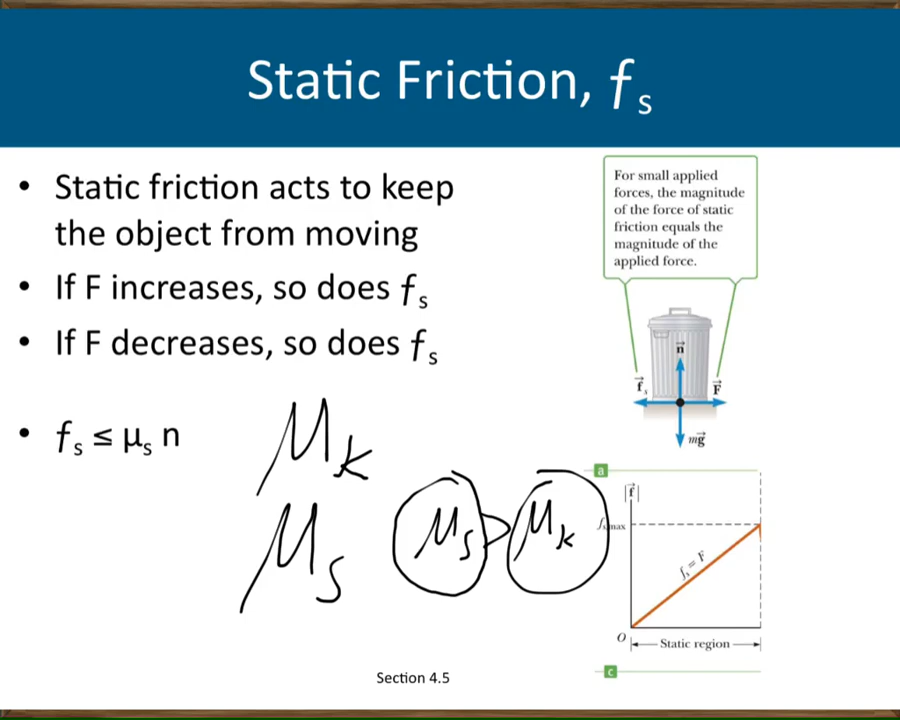 Static Friction, fs
• Static friction acts to keep
the object from moving
• If F increases, so does fs
• If F decreases, so does fs
• fs ≤ μs n
μk
μs
μs > μk
For small applied
forces, the magnitude
of the force of static
friction equals the
magnitude of the
applied force.
n
fs
F
mg
a
|f|
fs,max
fs = F
O
Static region
c
Section 4.5